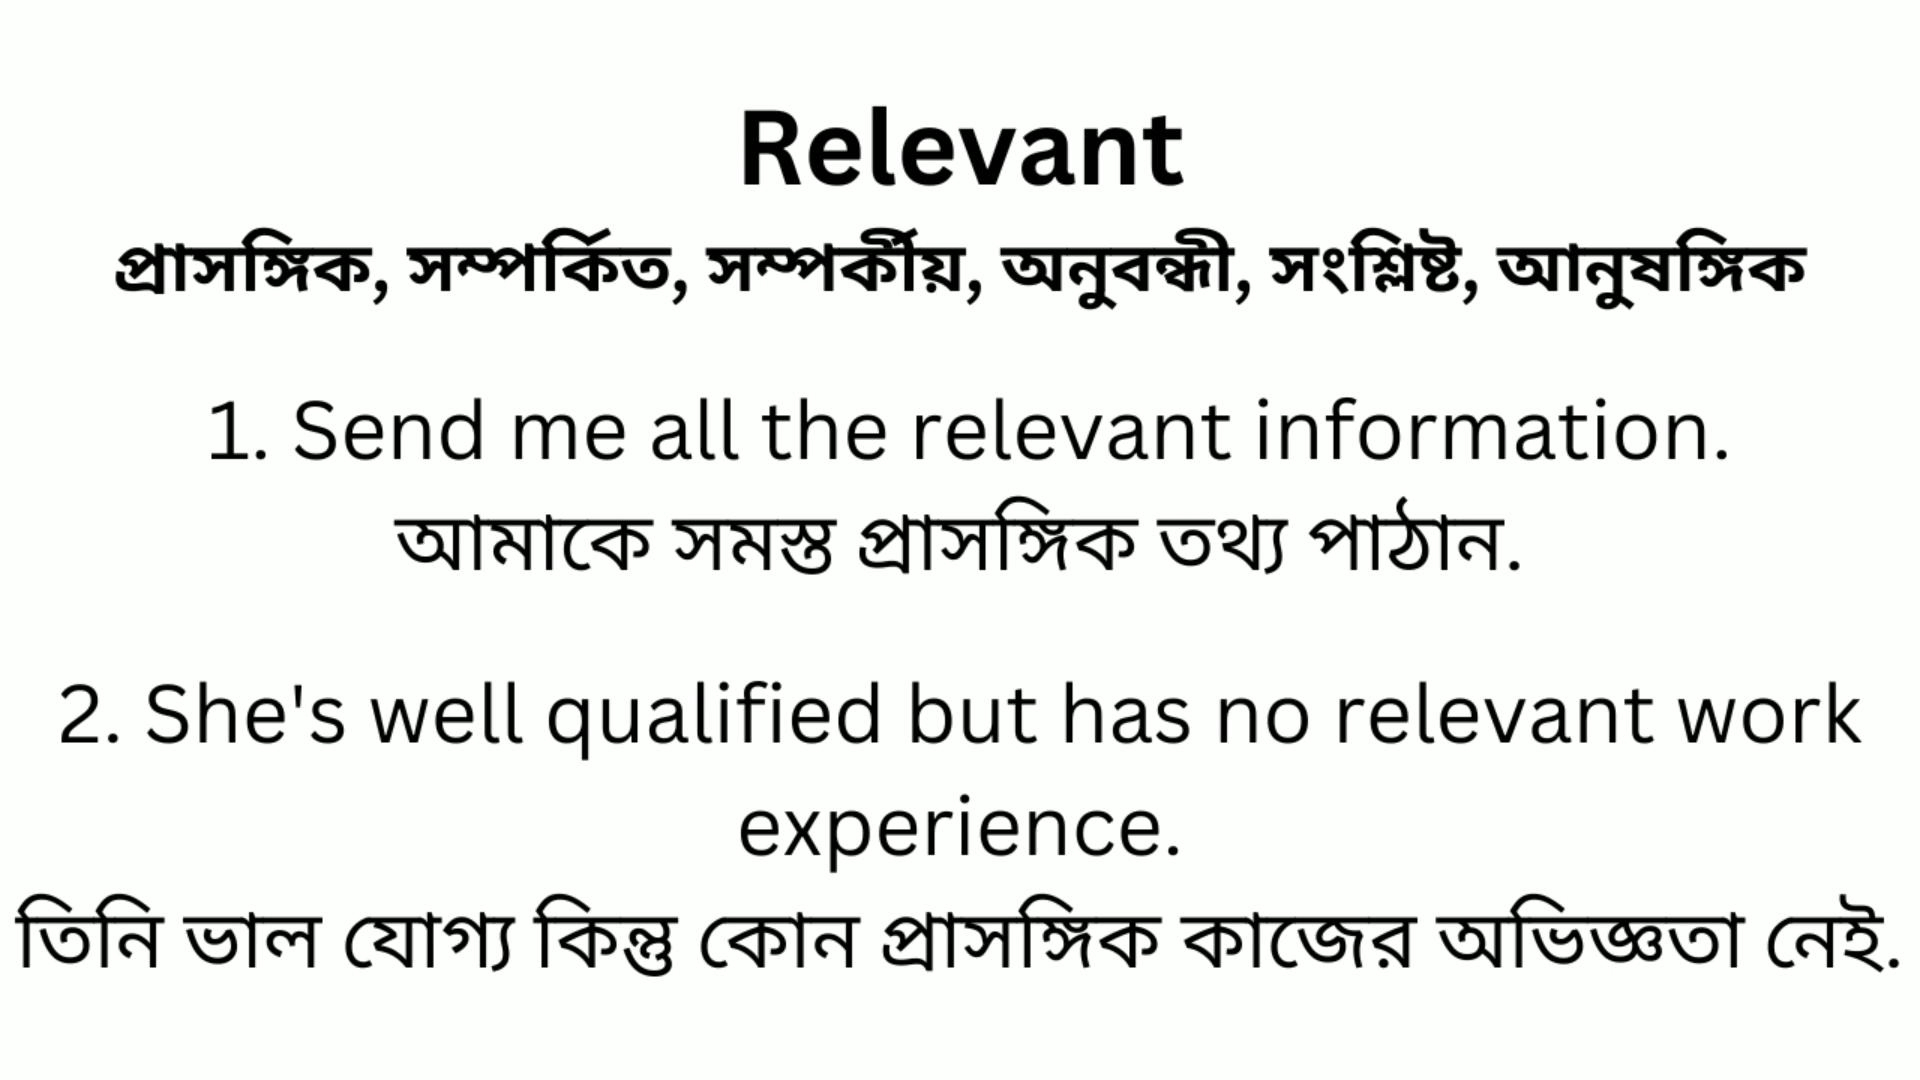 Relevant
প্রাসঙ্গিক, সম্পর্কিত, সম্পর্কীয়, অনুবন্ধী, সংশ্লিষ্ট, আনুষঙ্গিক
1. Send me all the relevant information.
আমাকে সমস্ত প্রাসঙ্গিক তথ্য পাঠান.
2. She's well qualified but has no relevant work
experience.
তিনি ভাল যোগ্য কিন্তু কোন প্রাসঙ্গিক কাজের অভিজ্ঞতা নেই.